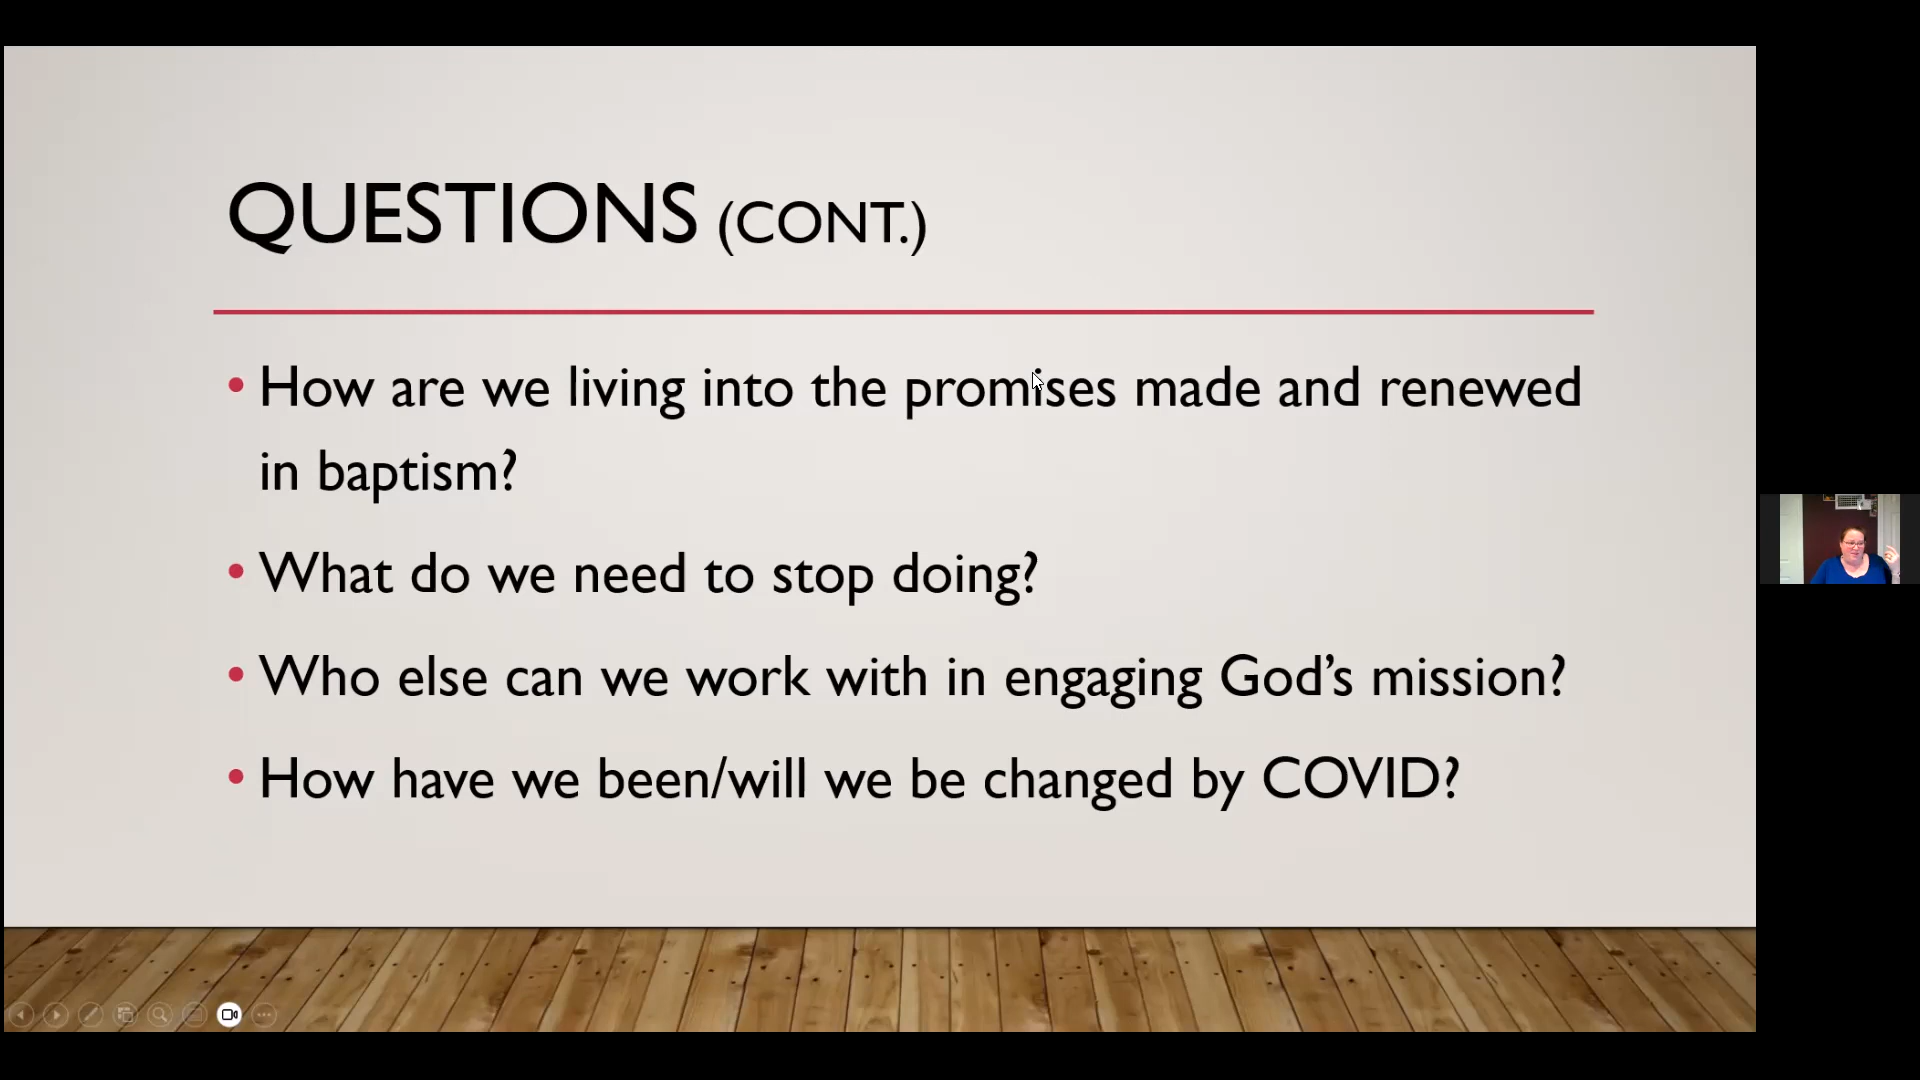 QUESTIONS (CONT.)
• How are we living into the promises made and renewed
in baptism?
• What do we need to stop doing?
• Who else can we work with in engaging God’s mission?
• How have we been/will we be changed by COVID?